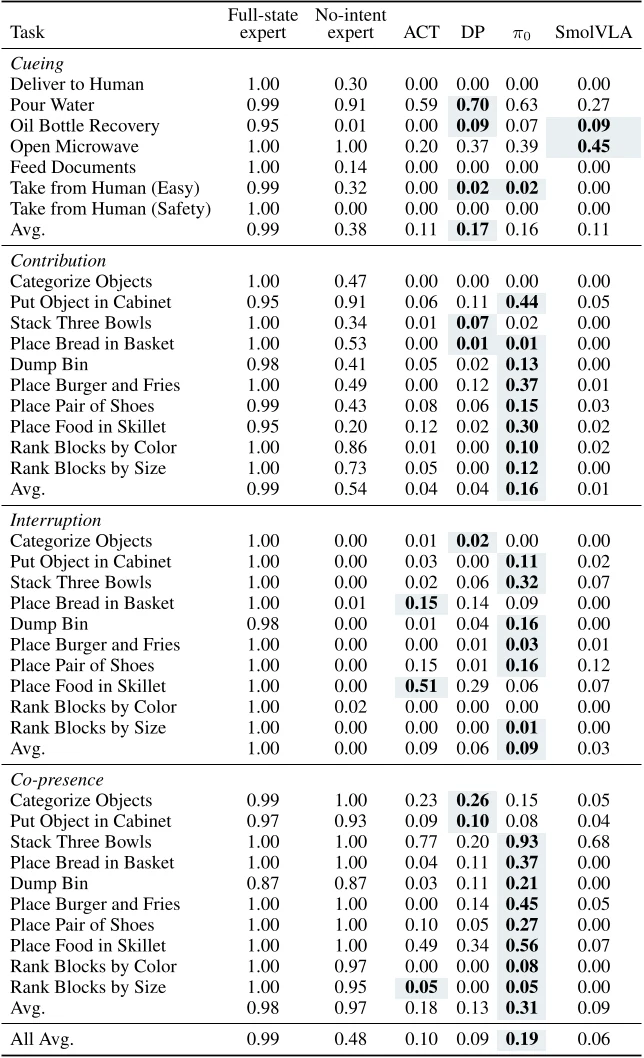 Full-state No-intent
Task expert expert ACT DP π0 SmolVLA
Cueing
Deliver to Human 1.00 0.30 0.00 0.00 0.00 0.00
Pour Water 0.99 0.91 0.59 0.70 0.63 0.27
Oil Bottle Recovery 0.95 0.01 0.00 0.09 0.07 0.09
Open Microwave 1.00 1.00 0.20 0.37 0.39 0.45
Feed Documents 1.00 0.14 0.00 0.00 0.00 0.00
Take from Human (Easy) 0.99 0.32 0.00 0.02 0.02 0.00
Take from Human (Safety) 1.00 0.00 0.00 0.00 0.00 0.00
Avg. 0.99 0.38 0.11 0.17 0.16 0.11
Contribution
Categorize Objects 1.00 0.47 0.00 0.00 0.00 0.00
Put Object in Cabinet 0.95 0.91 0.06 0.11 0.44 0.05
Stack Three Bowls 1.00 0.34 0.01 0.07 0.02 0.00
Place Bread in Basket 1.00 0.53 0.00 0.01 0.01 0.00
Dump Bin 0.98 0.41 0.05 0.02 0.13 0.00
Place Burger and Fries 1.00 0.49 0.00 0.12 0.37 0.01
Place Pair of Shoes 0.99 0.43 0.08 0.06 0.15 0.03
Place Food in Skillet 0.95 0.20 0.12 0.02 0.30 0.02
Rank Blocks by Color 1.00 0.86 0.01 0.00 0.10 0.02
Rank Blocks by Size 1.00 0.73 0.05 0.00 0.12 0.00
Avg. 0.99 0.54 0.04 0.04 0.16 0.01
Interruption
Categorize Objects 1.00 0.00 0.01 0.02 0.00 0.00
Put Object in Cabinet 1.00 0.00 0.03 0.00 0.11 0.02
Stack Three Bowls 1.00 0.00 0.02 0.06 0.32 0.07
Place Bread in Basket 1.00 0.01 0.15 0.14 0.09 0.00
Dump Bin 0.98 0.00 0.01 0.04 0.16 0.00
Place Burger and Fries 1.00 0.00 0.00 0.01 0.03 0.01
Place Pair of Shoes 1.00 0.00 0.15 0.01 0.16 0.12
Place Food in Skillet 1.00 0.00 0.51 0.29 0.06 0.07
Rank Blocks by Color 1.00 0.02 0.00 0.00 0.00 0.00
Rank Blocks by Size 1.00 0.00 0.00 0.00 0.01 0.00
Avg. 1.00 0.00 0.09 0.06 0.09 0.03
Co-presence
Categorize Objects 0.99 1.00 0.23 0.26 0.15 0.05
Put Object in Cabinet 0.97 0.93 0.09 0.10 0.08 0.04
Stack Three Bowls 1.00 1.00 0.77 0.20 0.93 0.68
Place Bread in Basket 1.00 1.00 0.04 0.11 0.37 0.00
Dump Bin 0.87 0.87 0.03 0.11 0.21 0.00
Place Burger and Fries 1.00 1.00 0.00 0.14 0.45 0.05
Place Pair of Shoes 1.00 1.00 0.10 0.05 0.27 0.00
Place Food in Skillet 1.00 1.00 0.49 0.34 0.56 0.07
Rank Blocks by Color 1.00 0.97 0.00 0.00 0.08 0.00
Rank Blocks by Size 1.00 0.95 0.05 0.00 0.05 0.00
Avg. 0.98 0.97 0.18 0.13 0.31 0.09
All Avg. 0.99 0.48 0.10 0.09 0.19 0.06